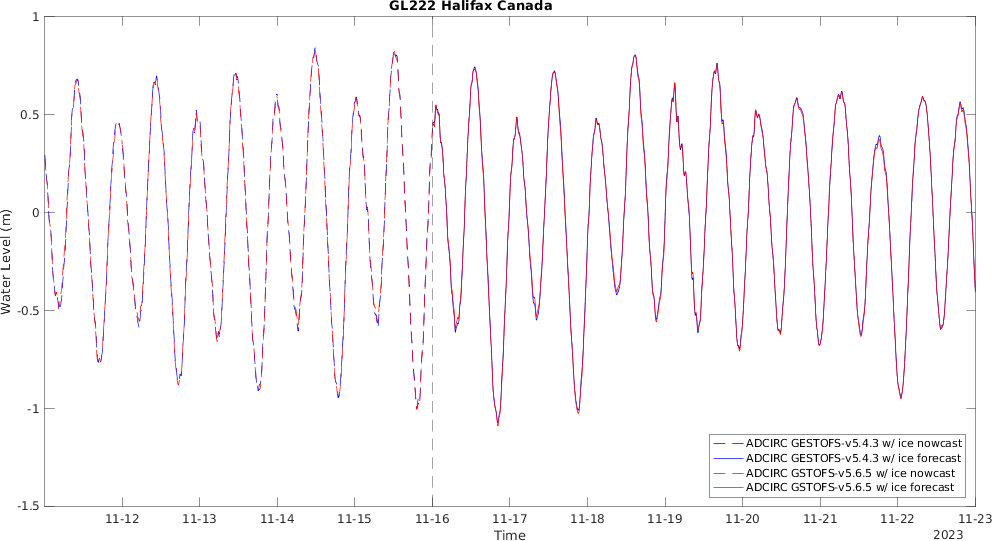 GL222 Halifax Canada
1
0.5
0
-0.5
-1
-1.5
Water Level (m)
11-12 11-13 11-14 11-15 11-16 11-17 11-18 11-19 11-20 11-21 11-22 11-23
Time
2023
ADCIRC GESTOFS-v5.4.3 w/ ice nowcast
ADCIRC GESTOFS-v5.4.3 w/ ice forecast
ADCIRC GSTOFS-v5.6.5 w/ ice nowcast
ADCIRC GSTOFS-v5.6.5 w/ ice forecast